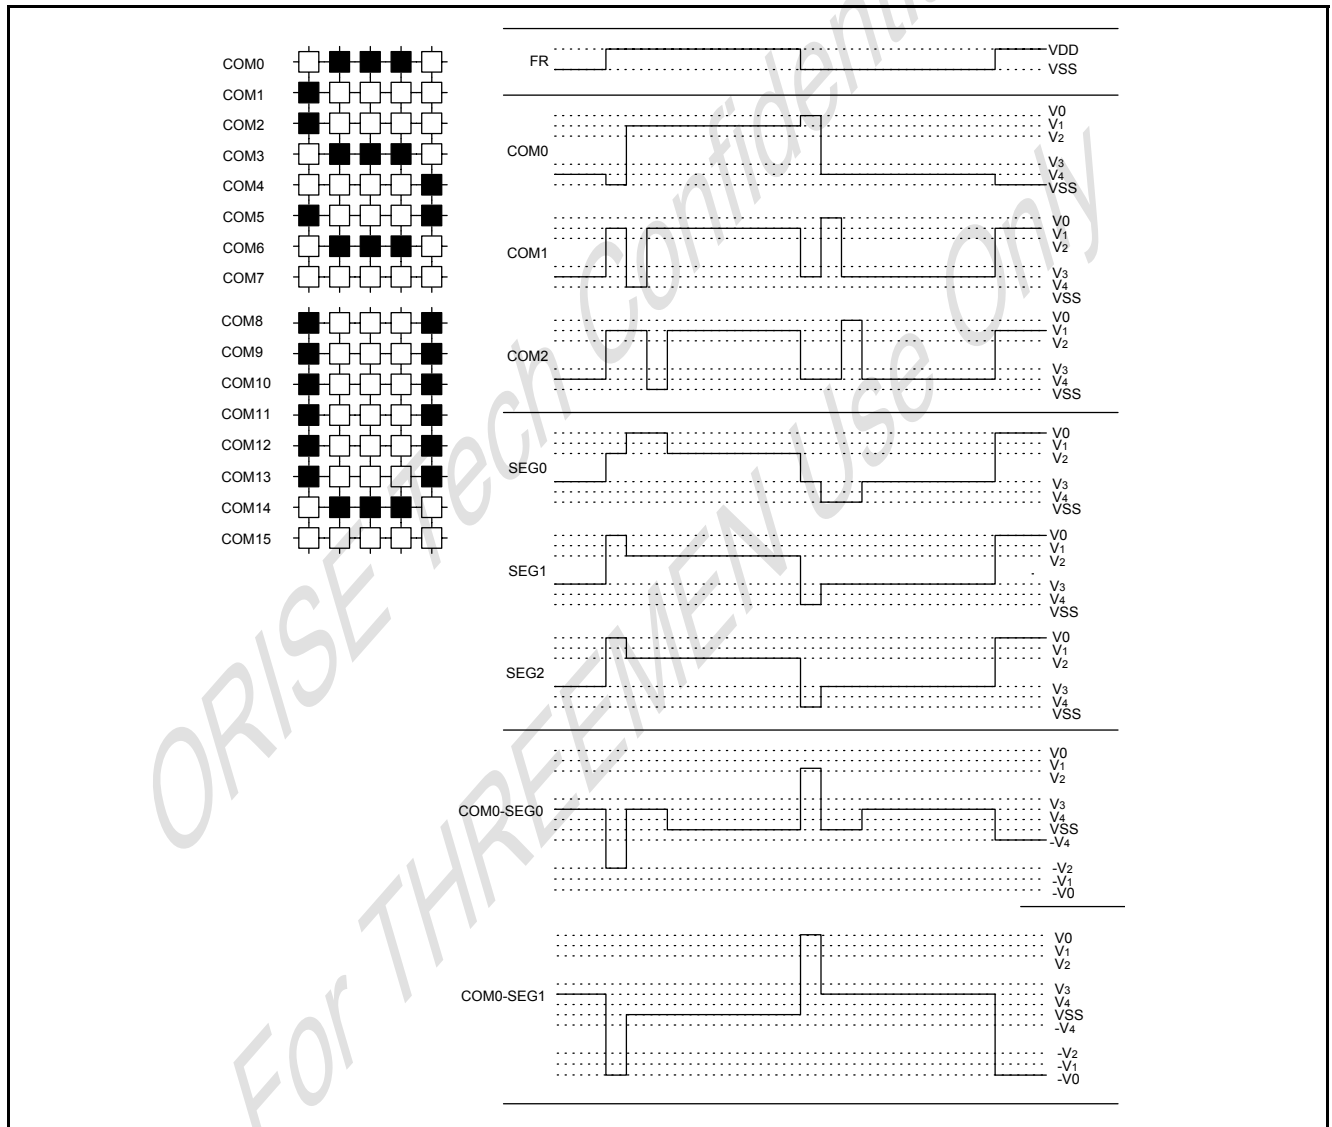 COM0
COM1
COM2
COM3
COM4
COM5
COM6
COM7
COM8
COM9
COM10
COM11
COM12
COM13
COM14
COM15
FR
VDD
VSS
COM0
V0
V1
V2
V3
V4
VSS
COM1
V0
V1
V2
V3
V4
VSS
COM2
V0
V1
V2
V3
V4
VSS
SEG0
V0
V1
V2
V3
V4
VSS
SEG1
V0
V1
V2
V3
V4
VSS
SEG2
V0
V1
V2
V3
V4
VSS
COM0-SEG0
V0
V1
V2
V3
V4
VSS
-V4
-V2
-V1
-V0
COM0-SEG1
V0
V1
V2
V3
V4
VSS
-V4
-V2
-V1
-V0
ORISE Tech
For THREEMEN Use Only